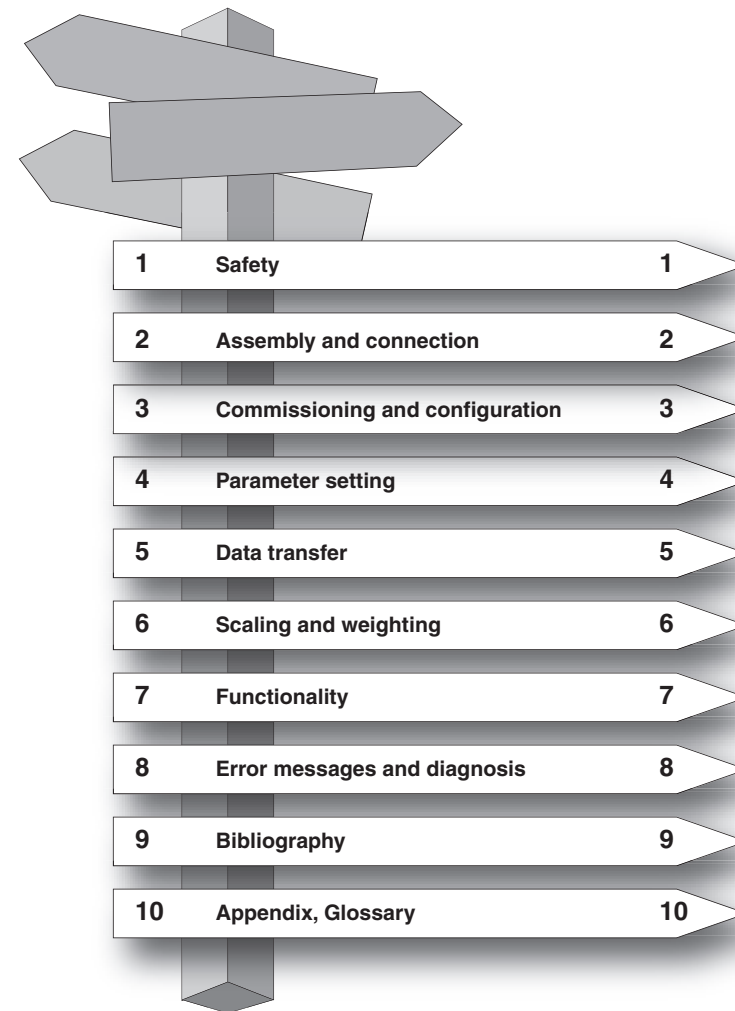 1 Safety 1
2 Assembly and connection 2
3 Commissioning and configuration 3
4 Parameter setting 4
5 Data transfer 5
6 Scaling and weighting 6
7 Functionality 7
8 Error messages and diagnosis 8
9 Bibliography 9
10 Appendix, Glossary 10